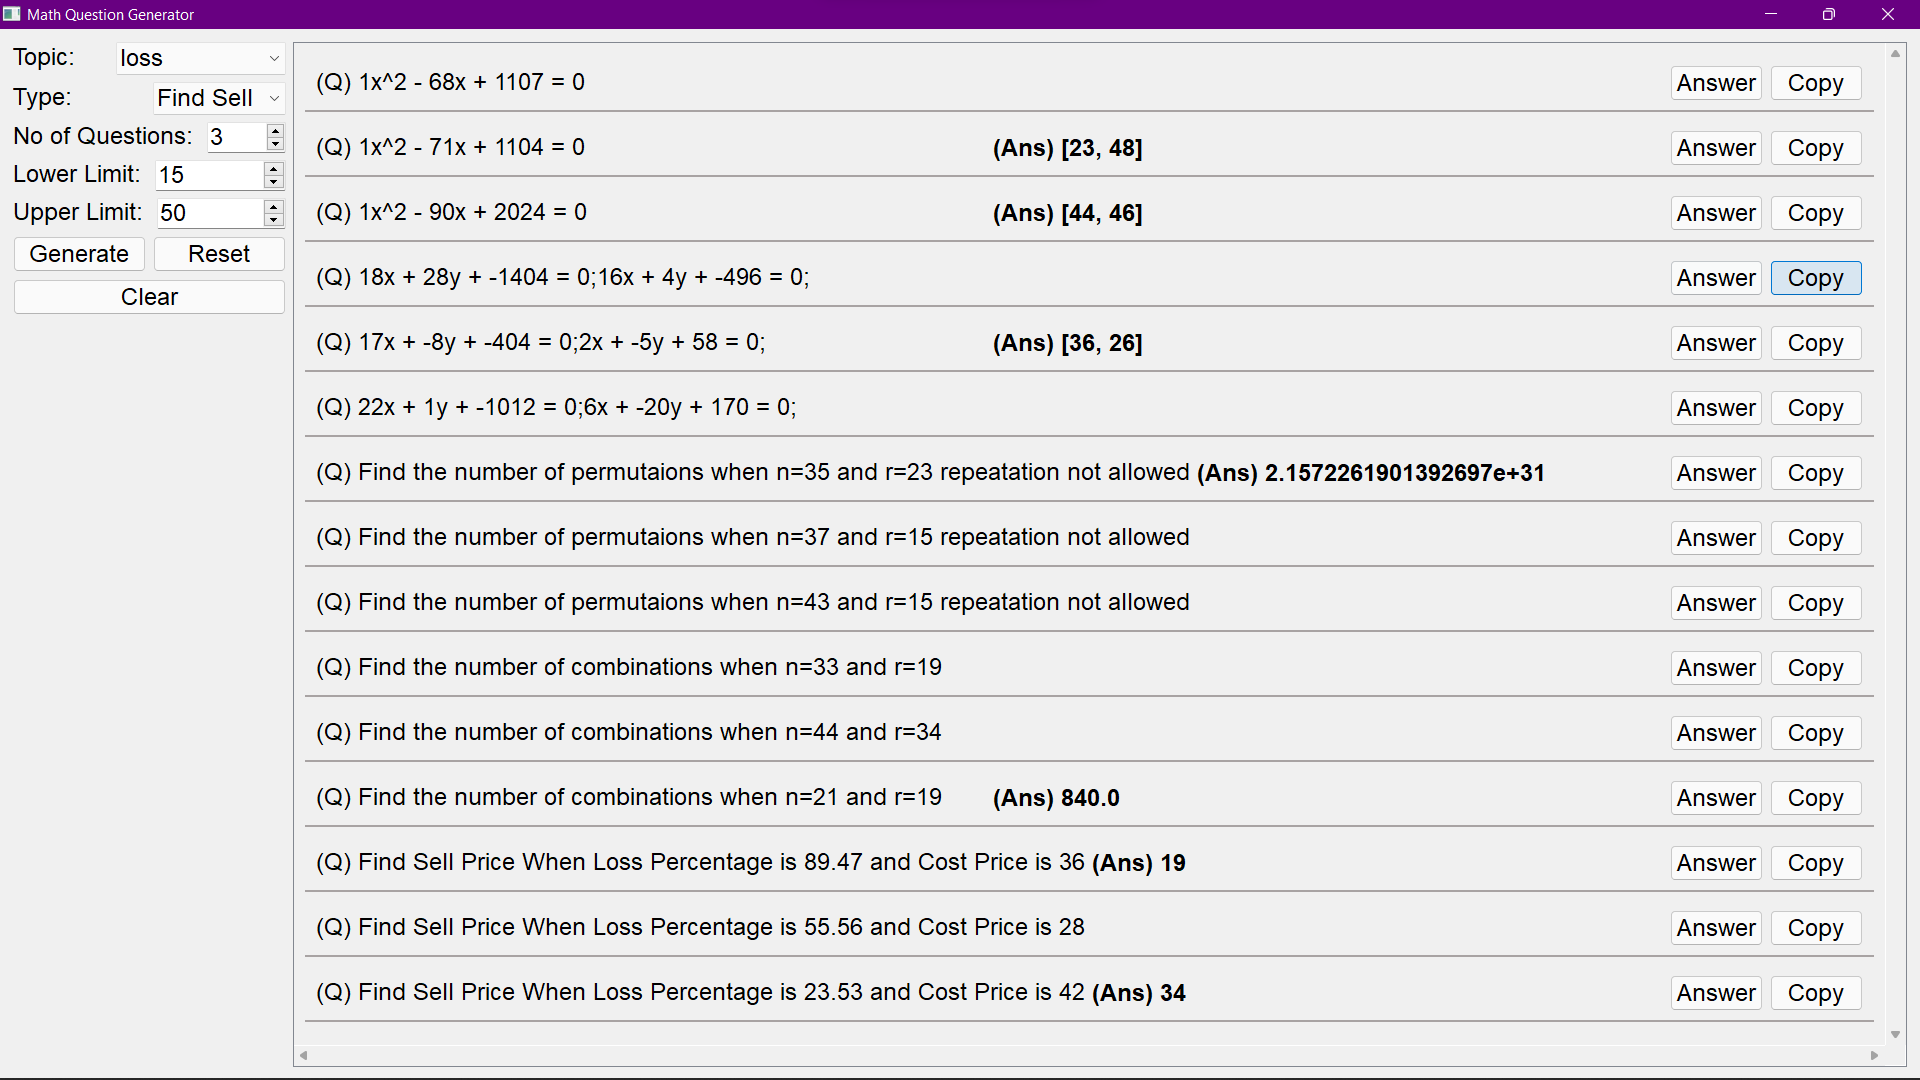 Math Question Generator
Topic: loss
Type: Find Sell
No of Questions: 3
Lower Limit: 15
Upper Limit: 50
Generate Reset
Clear
(Q) 1x^2 - 68x + 1107 = 0 Answer Copy
(Q) 1x^2 - 71x + 1104 = 0 (Ans) [23, 48] Answer Copy
(Q) 1x^2 - 90x + 2024 = 0 (Ans) [44, 46] Answer Copy
(Q) 18x + 28y + -1404 = 0;16x + 4y + -496 = 0; Answer Copy
(Q) 17x + -8y + -404 = 0;2x + -5y + 58 = 0; (Ans) [36, 26] Answer Copy
(Q) 22x + 1y + -1012 = 0;6x + -20y + 170 = 0; Answer Copy
(Q) Find the number of permutaions when n=35 and r=23 repeatation not allowed (Ans) 2.1572261901392697e+31 Answer Copy
(Q) Find the number of permutaions when n=37 and r=15 repeatation not allowed Answer Copy
(Q) Find the number of permutaions when n=43 and r=15 repeatation not allowed Answer Copy
(Q) Find the number of combinations when n=33 and r=19 Answer Copy
(Q) Find the number of combinations when n=44 and r=34 Answer Copy
(Q) Find the number of combinations when n=21 and r=19 (Ans) 840.0 Answer Copy
(Q) Find Sell Price When Loss Percentage is 89.47 and Cost Price is 36 (Ans) 19 Answer Copy
(Q) Find Sell Price When Loss Percentage is 55.56 and Cost Price is 28 Answer Copy
(Q) Find Sell Price When Loss Percentage is 23.53 and Cost Price is 42 (Ans) 34 Answer Copy